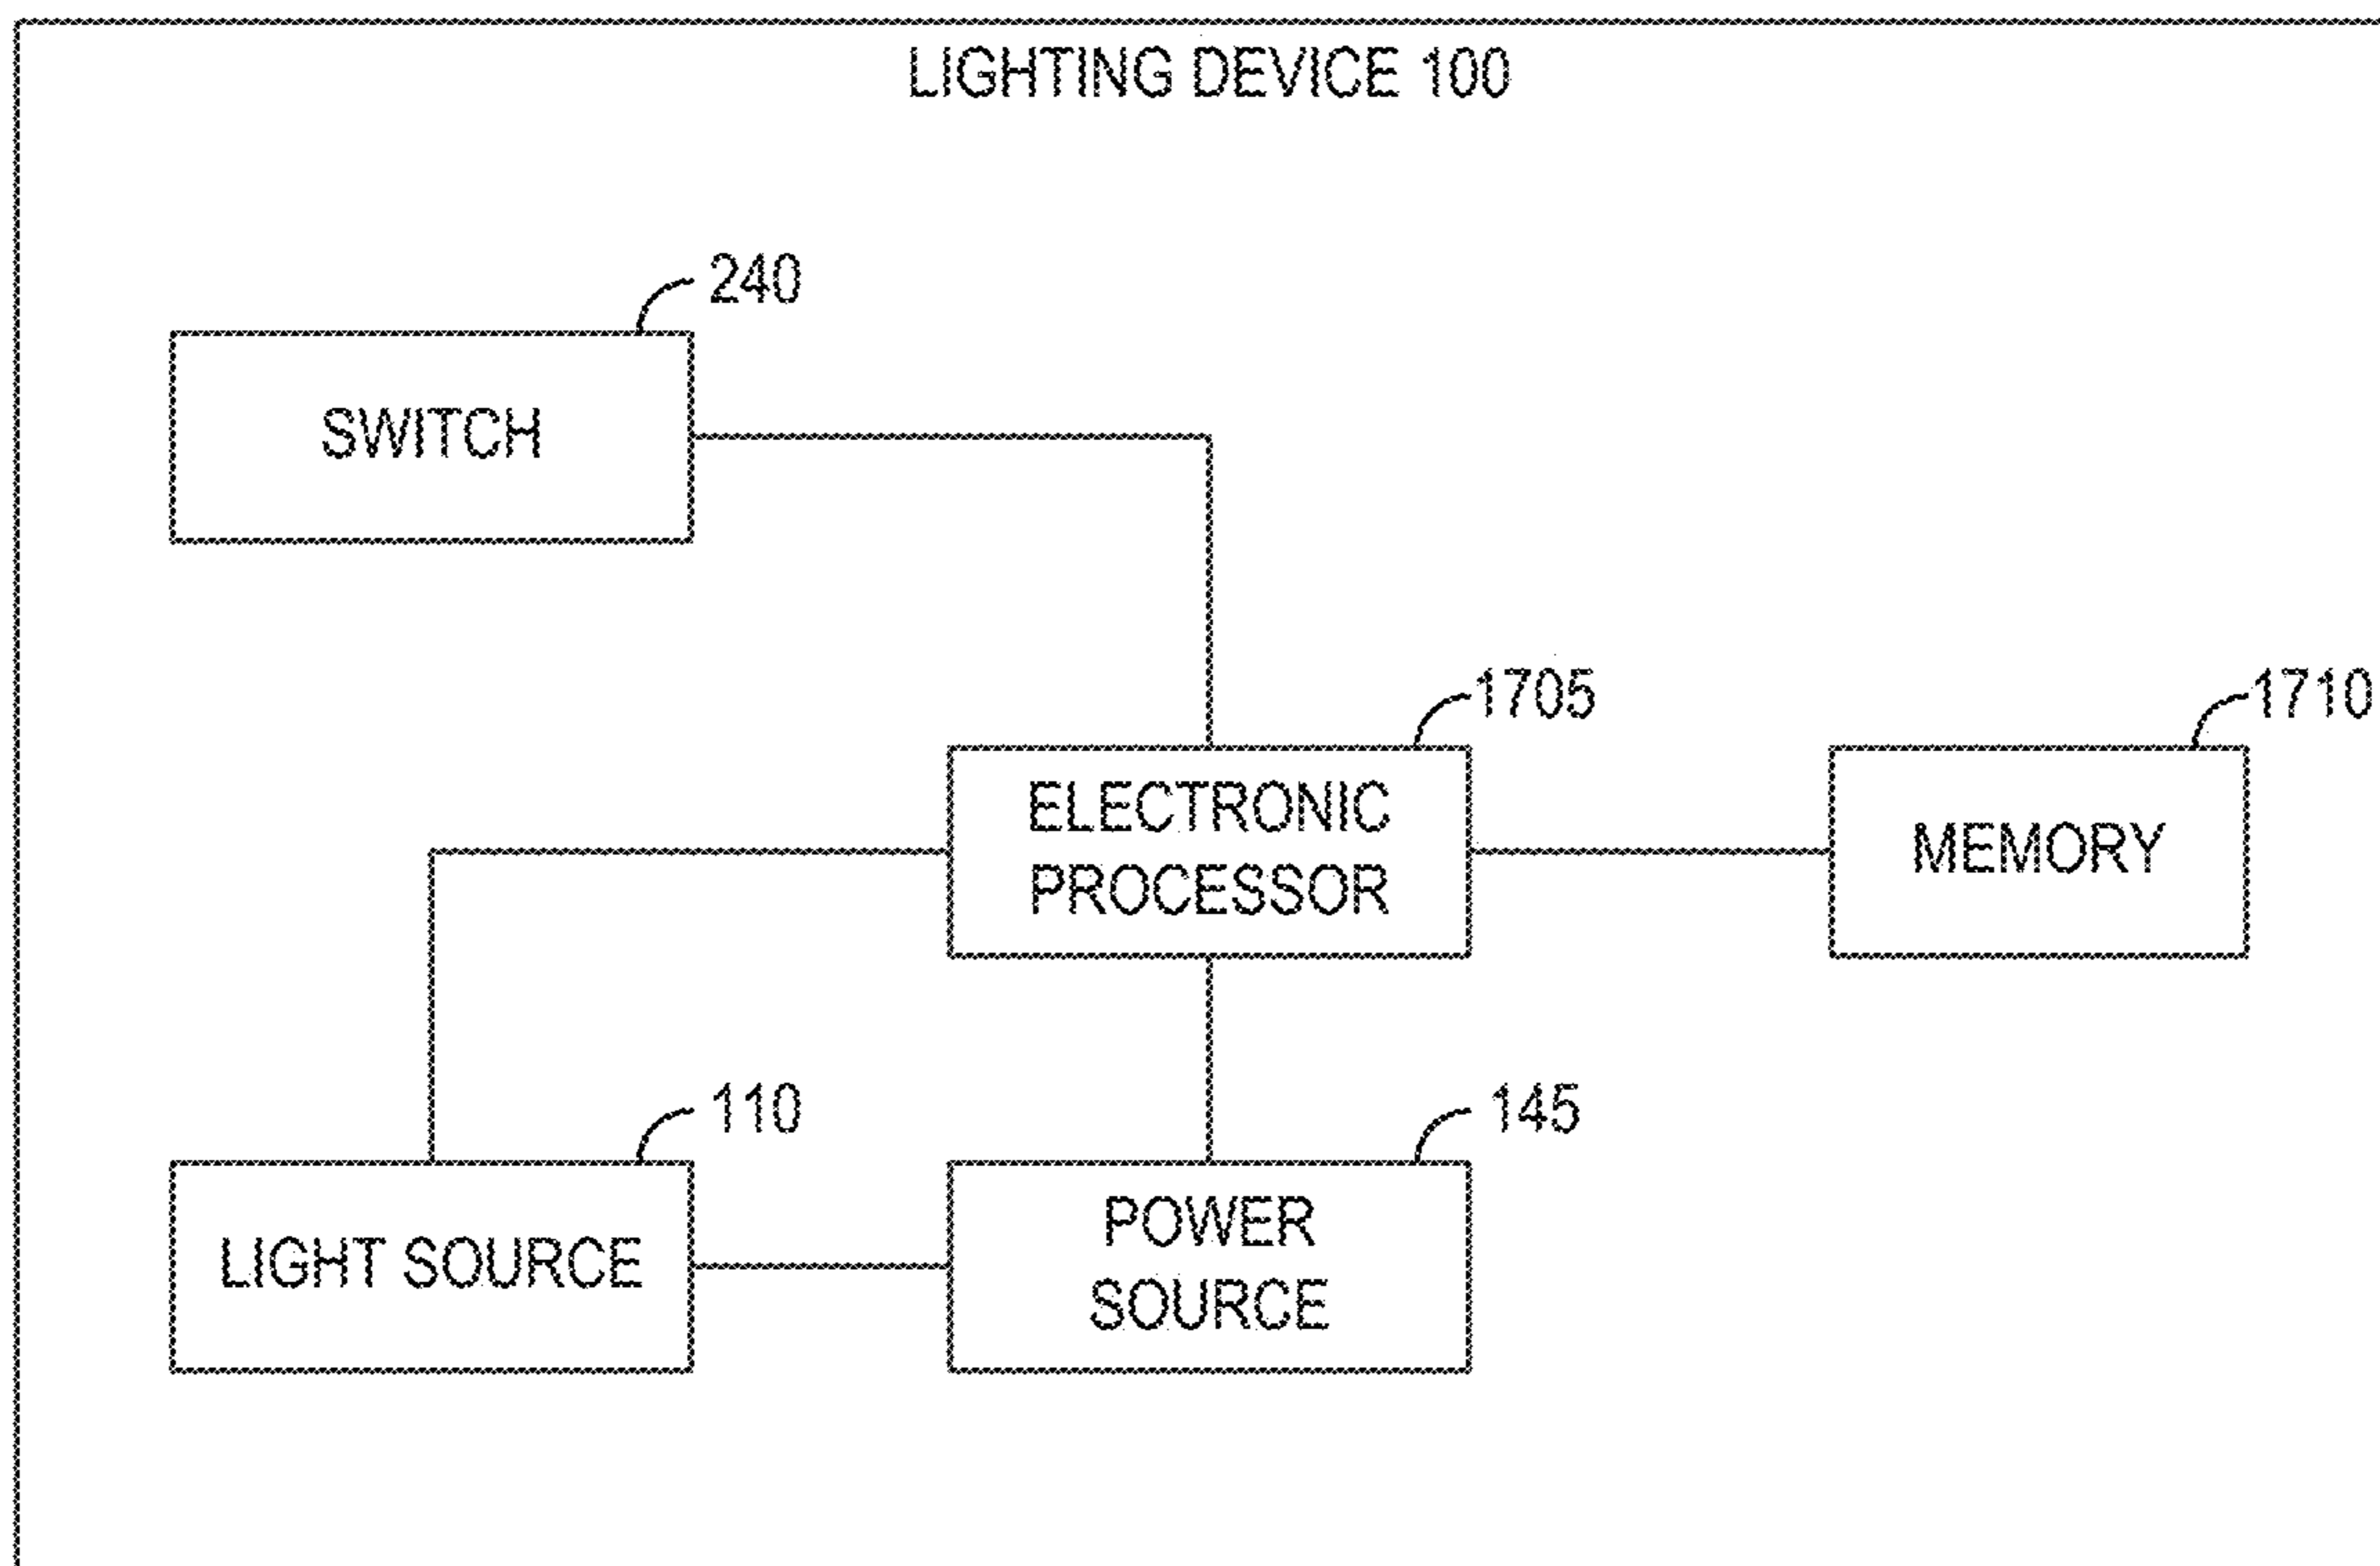 LIGHTING DEVICE 100
240
SWITCH
1705
1710
ELECTRONIC
PROCESSOR
MEMORY
110
145
LIGHT SOURCE
POWER
SOURCE